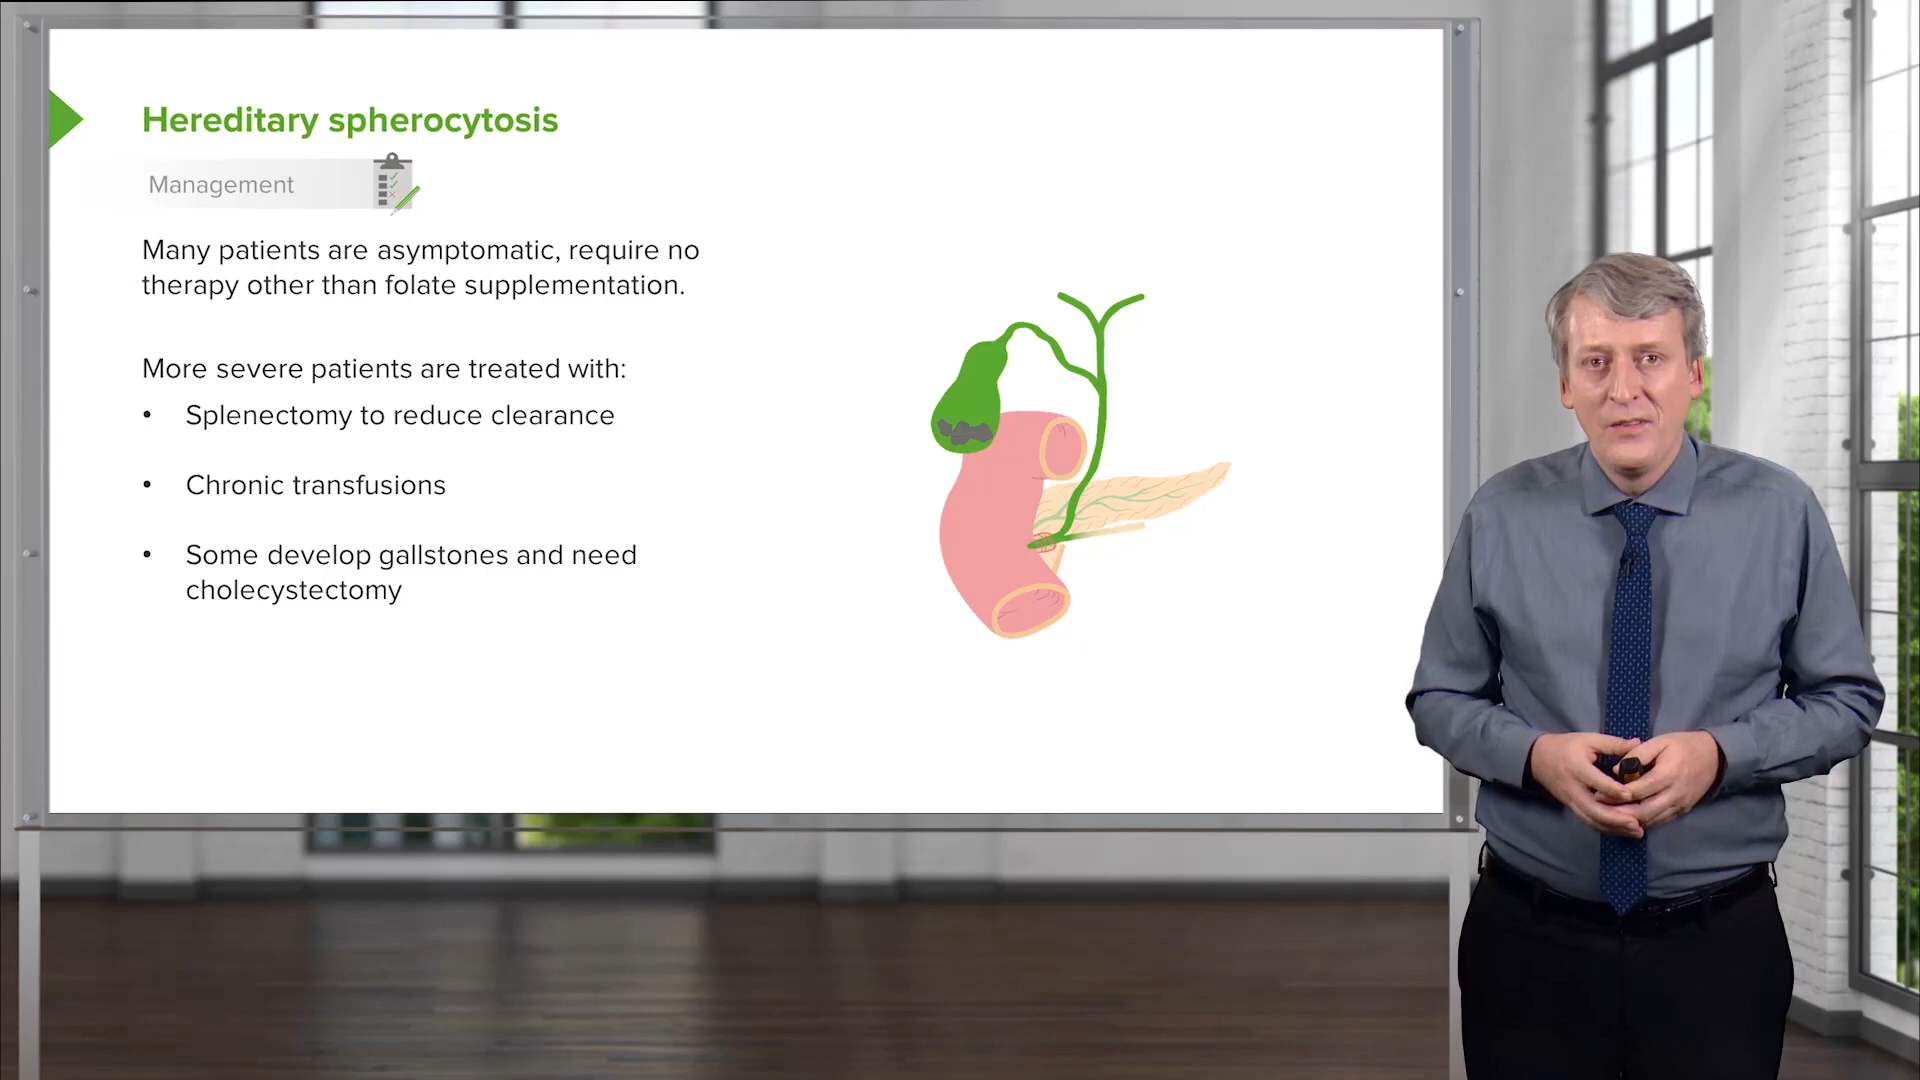 Hereditary spherocytosis
Management
Many patients are asymptomatic, require no
therapy other than folate supplementation.
More severe patients are treated with:
• Splenectomy to reduce clearance
• Chronic transfusions
• Some develop gallstones and need
cholecystectomy